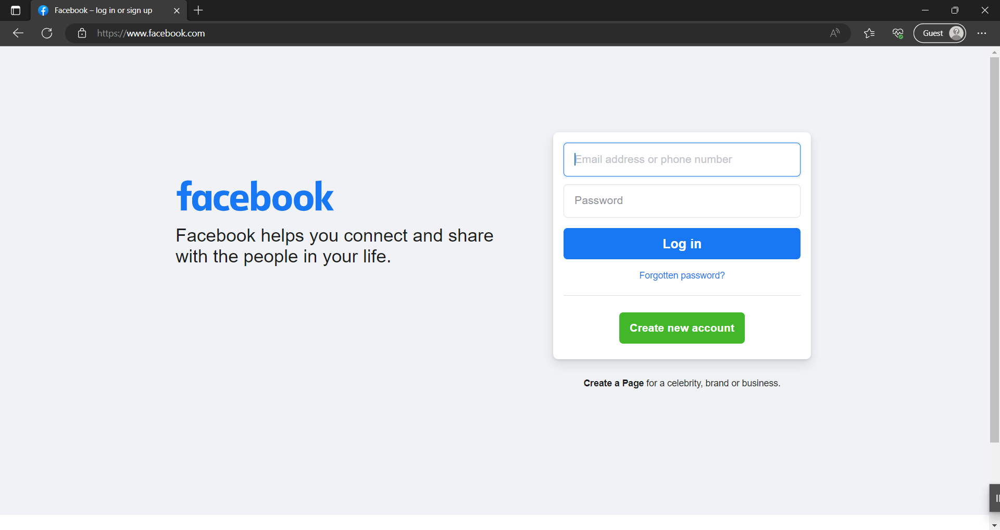 Facebook – log in or sign up
https://www.facebook.com
Guest
facebook
Facebook helps you connect and share
with the people in your life.
Email address or phone number
Password
Log in
Forgotten password?
Create new account
Create a Page for a celebrity, brand or business.